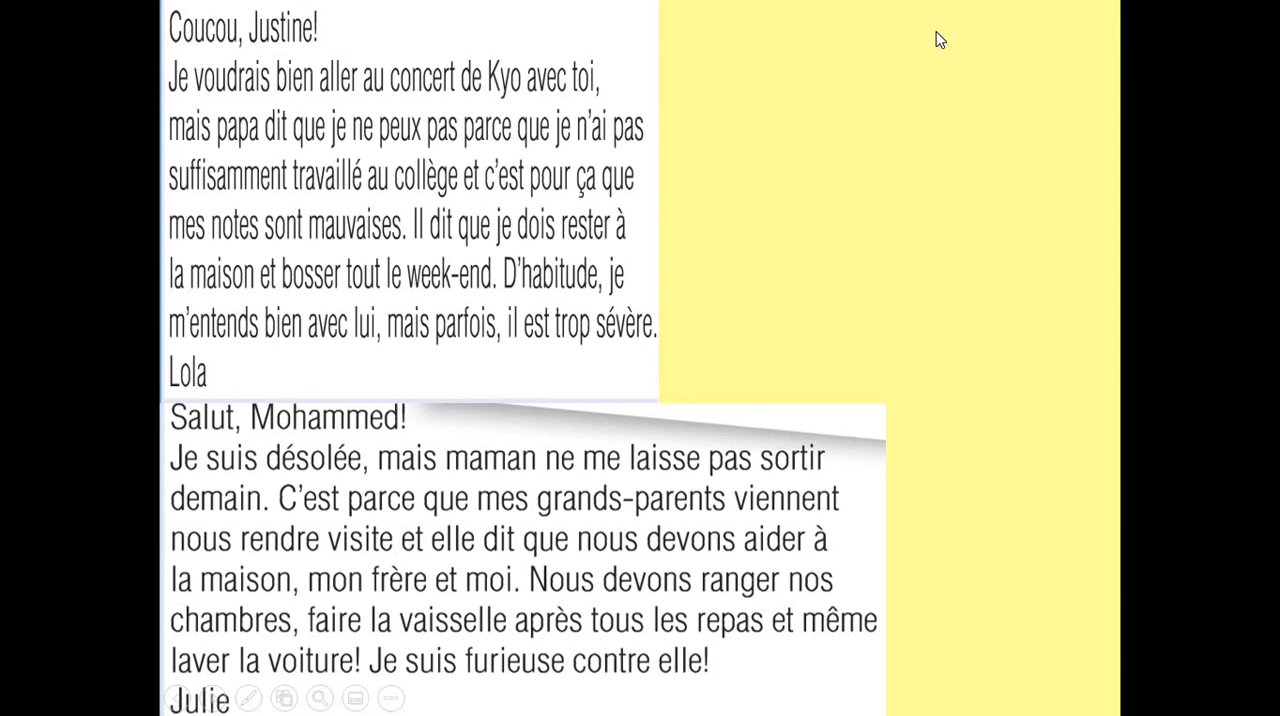 Coucou, Justine!
Je voudrais bien aller au concert de Kyo avec toi,
mais papa dit que je ne peux pas parce que je n'ai pas
suffisamment travaillé au collège et c'est pour ça que
mes notes sont mauvaises. Il dit que je dois rester à
la maison et bosser tout le week-end. D'habitude, je
m'entends bien avec lui, mais parfois, il est trop sévère.
Lola
Salut, Mohammed!
Je suis désolée, mais maman ne me laisse pas sortir
demain. C'est parce que mes grands-parents viennent
nous rendre visite et elle dit que nous devons aider à
la maison, mon frère et moi. Nous devons ranger nos
chambres, faire la vaisselle après tous les repas et même
laver la voiture! Je suis furieuse contre elle!
Julie